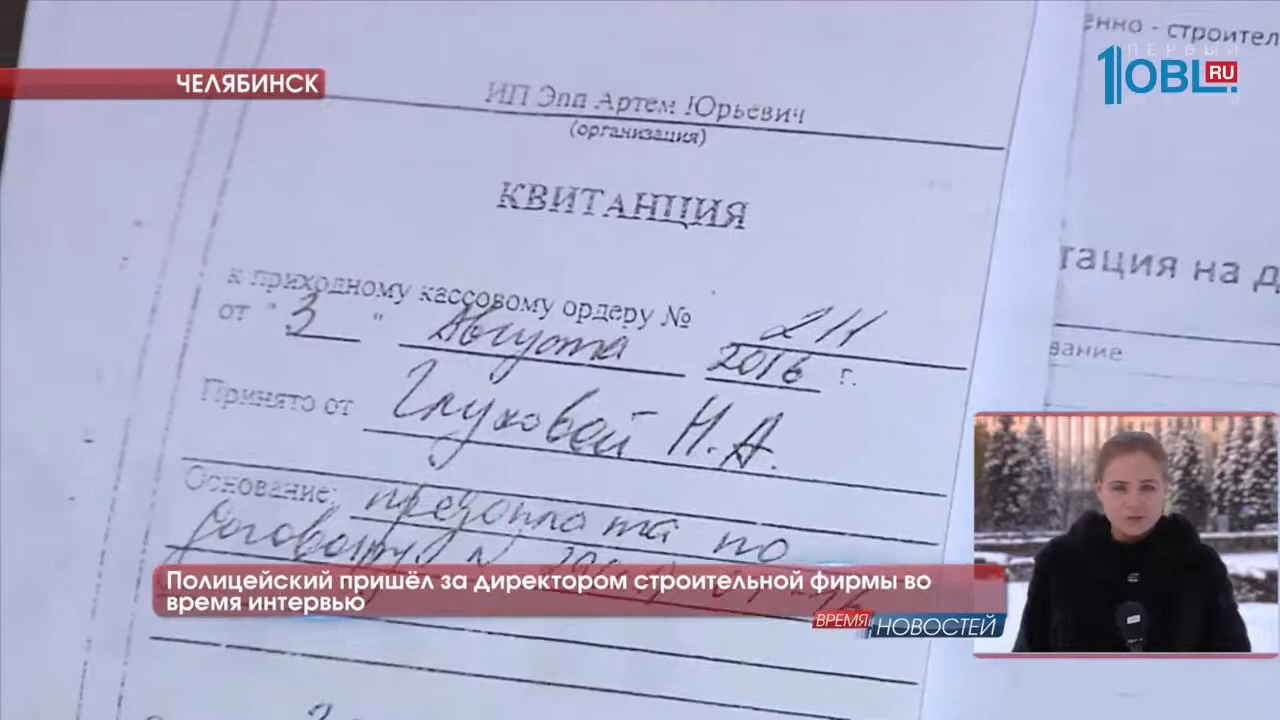 ЧЕЛЯБИНСК
ПЕРВЫЙ
1OBL.RU
енно - строител
ИП Эпп Артем Юрьевич
(организация)
КВИТАНЦИЯ
к приходному кассовому ордеру № 211
от "3" Августа 2016 г.
Принято от Глуховой Н.А.
Основание: предоплата по
договору №
тация на д
вание
Полицейский пришёл за директором строительной фирмы во
время интервью
ВРЕМЯ НОВОСТЕЙ